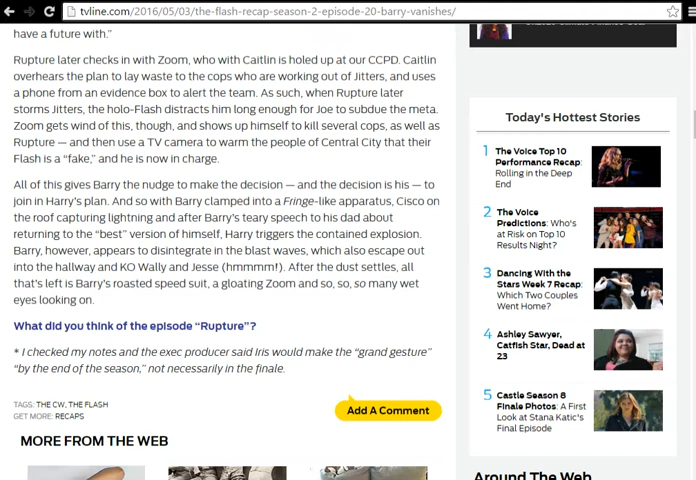 tvline.com/2016/05/03/the-flash-recap-season-2-episode-20-barry-vanishes/
have a future with.”
Rupture later checks in with Zoom, who with Caitlin is holed up at our CCPD. Caitlin
overhears the plan to lay waste to the cops who are working out of Jitters, and uses
a phone from an evidence box to alert the team. As such, when Rupture later
storms Jitters, the holo-Flash distracts him long enough for Joe to subdue the meta.
Zoom gets wind of this, though, and shows up himself to kill several cops, as well as
Rupture — and then use a TV camera to warm the people of Central City that their
Flash is a “fake,” and he is now in charge.
All of this gives Barry the nudge to make the decision — and the decision is his — to
join in Harry's plan. And so with Barry clamped into a Fringe-like apparatus, Cisco on
the roof capturing lightning and after Barry's teary speech to his dad about
returning to the “best” version of himself, Harry triggers the contained explosion.
Barry, however, appears to disintegrate in the blast waves, which also escape out
into the hallway and KO Wally and Jesse (hmmmm!). After the dust settles, all
that's left is Barry's roasted speed suit, a gloating Zoom and so, so, so many wet
eyes looking on.
What did you think of the episode “Rupture”?
* I checked my notes and the exec producer said Iris would make the “grand gesture”
“by the end of the season,” not necessarily in the finale.
TAGS: THE CW, THE FLASH
GET MORE: RECAPS
Add A Comment
MORE FROM THE WEB
Today's Hottest Stories
1 The Voice Top 10
Performance Recap:
Rolling in the Deep
End
2 The Voice
Predictions: Who's
at Risk on Top 10
Results Night?
3 Dancing With the
Stars Week 7 Recap:
Which Two Couples
Went Home?
4 Ashley Sawyer,
Catfish Star, Dead at
23
5 Castle Season 8
Finale Photos: A First
Look at Stana Katic's
Final Episode
Around The Web